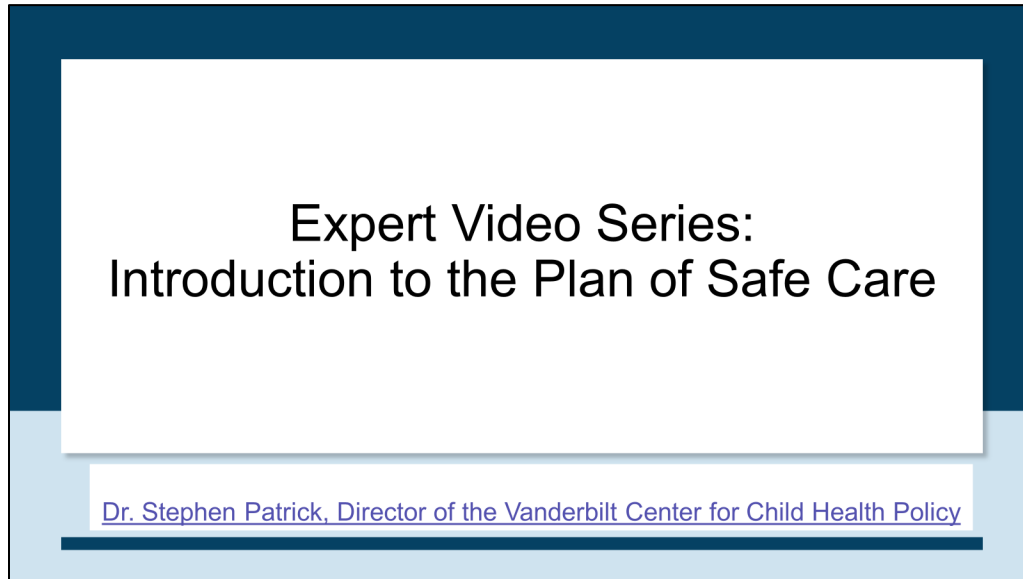 Expert Video Series:
Introduction to the Plan of Safe Care
Dr. Stephen Patrick, Director of the Vanderbilt Center for Child Health Policy